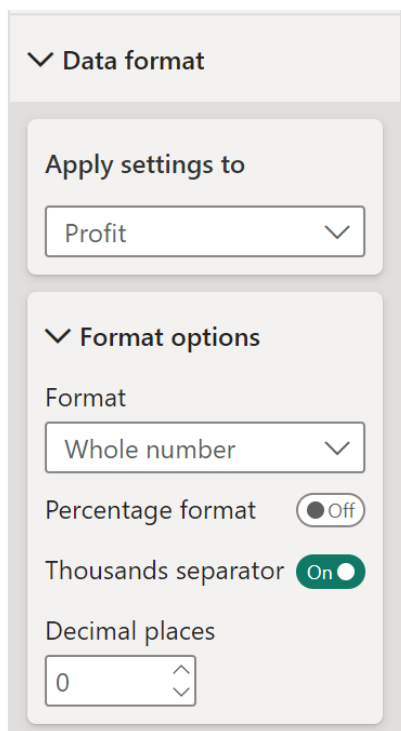 Data format
Apply settings to
Profit
Format options
Format
Whole number
Percentage format Off
Thousands separator On
Decimal places
0